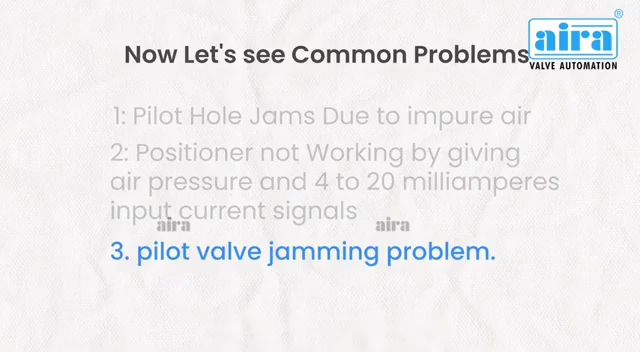 aira
®
VALVE AUTOMATION
Now Let's see Common Problems
1: Pilot Hole Jams Due to impure air
2: Positioner not Working by giving
air pressure and 4 to 20 milliamperes
input current signals
aira aira
3. pilot valve jamming problem.